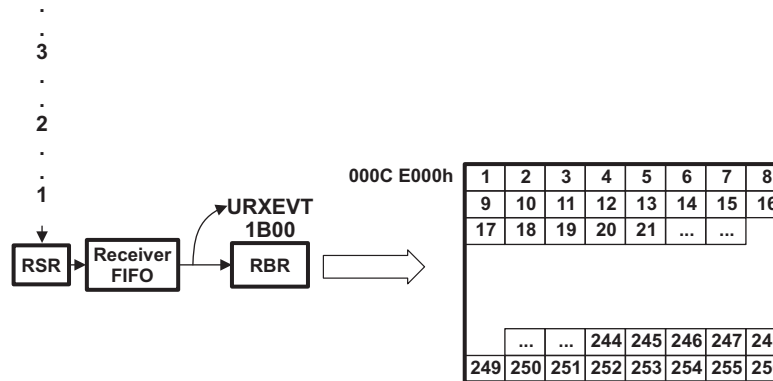 .
.
3
.
.
2
.
.
1
RSR
Receiver
FIFO
URXEVT
1B00
RBR
000C E000h
1 2 3 4 5 6 7 8
9 10 11 12 13 14 15 16
17 18 19 20 21 ... ...
... ... 244 245 246 247
249 250 251 252 253 254 255